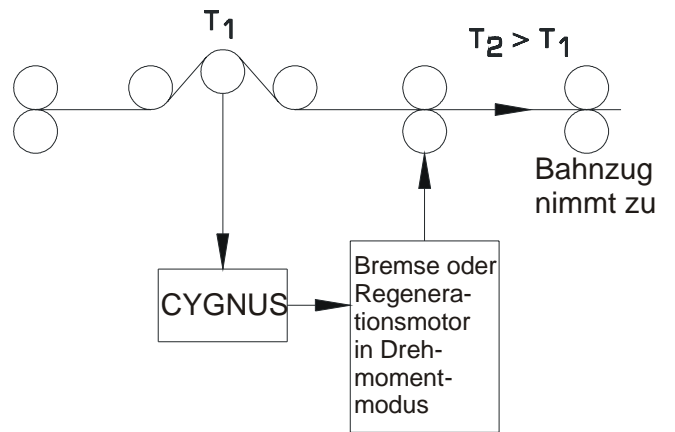 T1
T2 > T1
Bahnzug
nimmt zu
CYGNUS
Bremse oder
Regenera-
tionsmotor
in Dreh-
moment-
modus